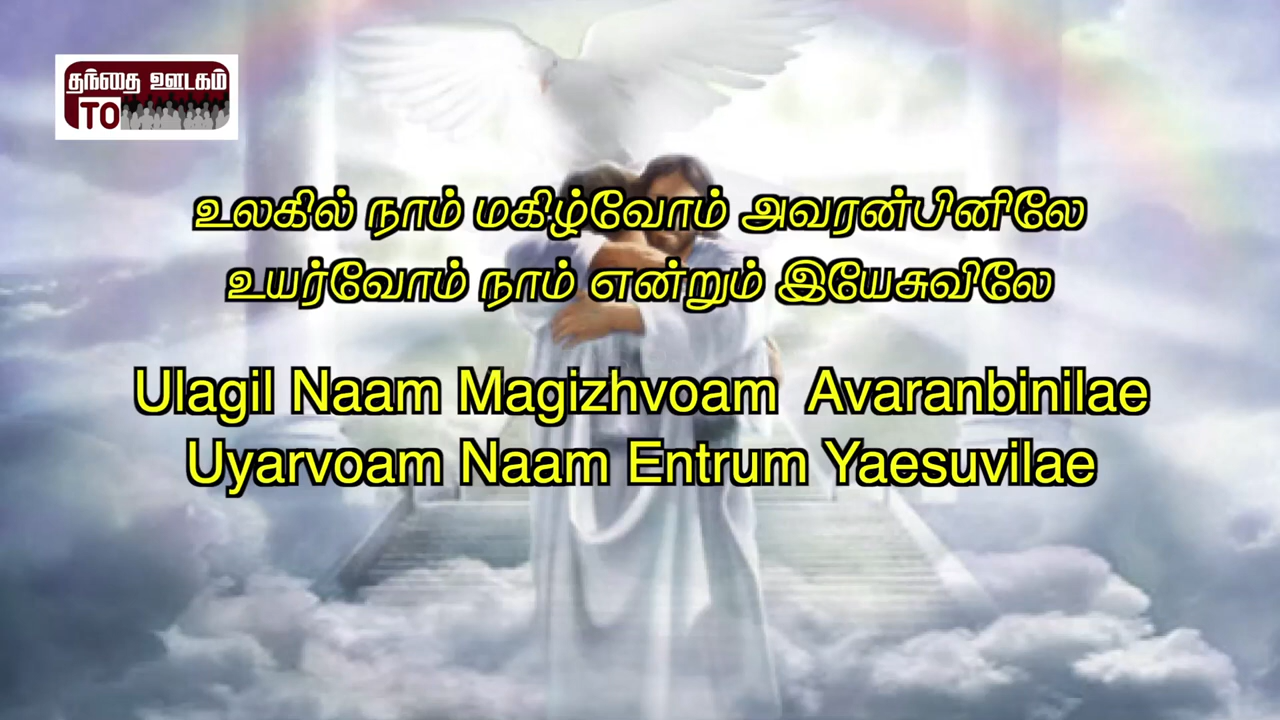 தந்தை ஊடகம்
TO
உலகில் நாம் மகிழ்வோம் அவரன்பினிலே
உயர்வோம் நாம் என்றும் இயேசுவிலே
Ulagil Naam Magizhvoam Avaranbinilae
Uyarvoam Naam Entrum Yaesuvilae